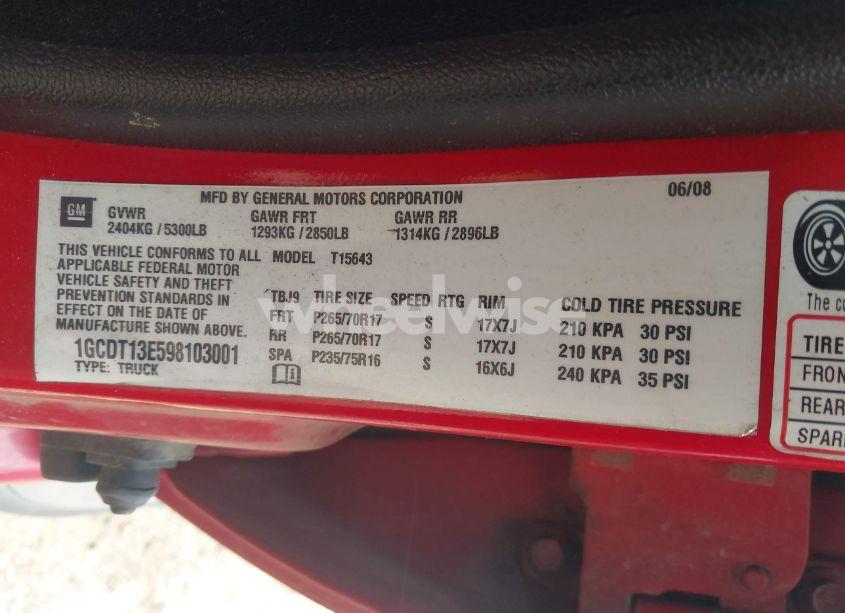 MFD BY GENERAL MOTORS CORPORATION 06/08
GM
GVWR GAWR FRT GAWR RR
2404KG / 5300LB 1293KG / 2850LB 1314KG / 2896LB
THIS VEHICLE CONFORMS TO ALL
APPLICABLE FEDERAL MOTOR
VEHICLE SAFETY AND THEFT
PREVENTION STANDARDS IN
EFFECT ON THE DATE OF
MANUFACTURE SHOWN ABOVE.
1GCDT13E598103001
TYPE: TRUCK
MODEL T15643
TBJ9 TIRE SIZE SPEED RTG RIM COLD TIRE PRESSURE
FRT P265/70R17 S 17X7J 210 KPA 30 PSI
RR P265/70R17 S 17X7J 210 KPA 30 PSI
SPA P235/75R16 S 16X6J 240 KPA 35 PSI
wheelwise
The
TIRE
FRON
REAR
SPAR